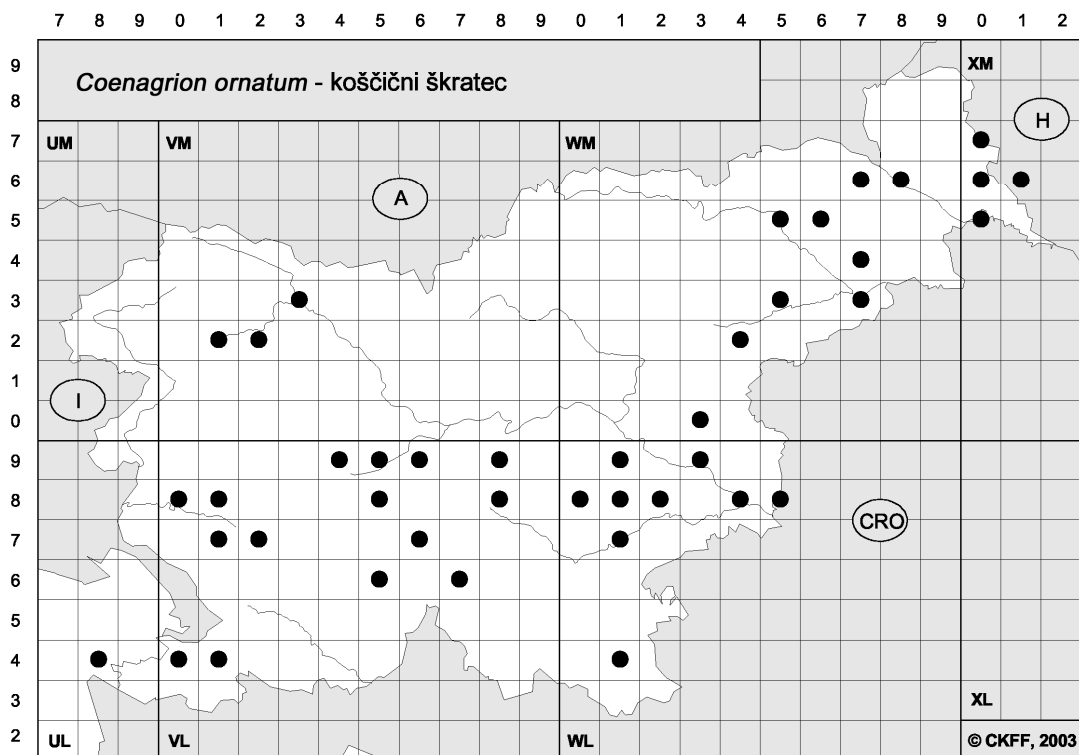 7 8 9 0 1 2 3 4 5 6 7 8 9 0 1 2 3 4 5 6 7 8 9 0 1 2
9
Coenagrion ornatum - koščični škratec
XM
8
H
7
UM VM WM
6
A
5
4
3
2
1
I
0
9
8
CRO
7
6
5
4
3
XL
2
UL VL WL © CKFF, 2003